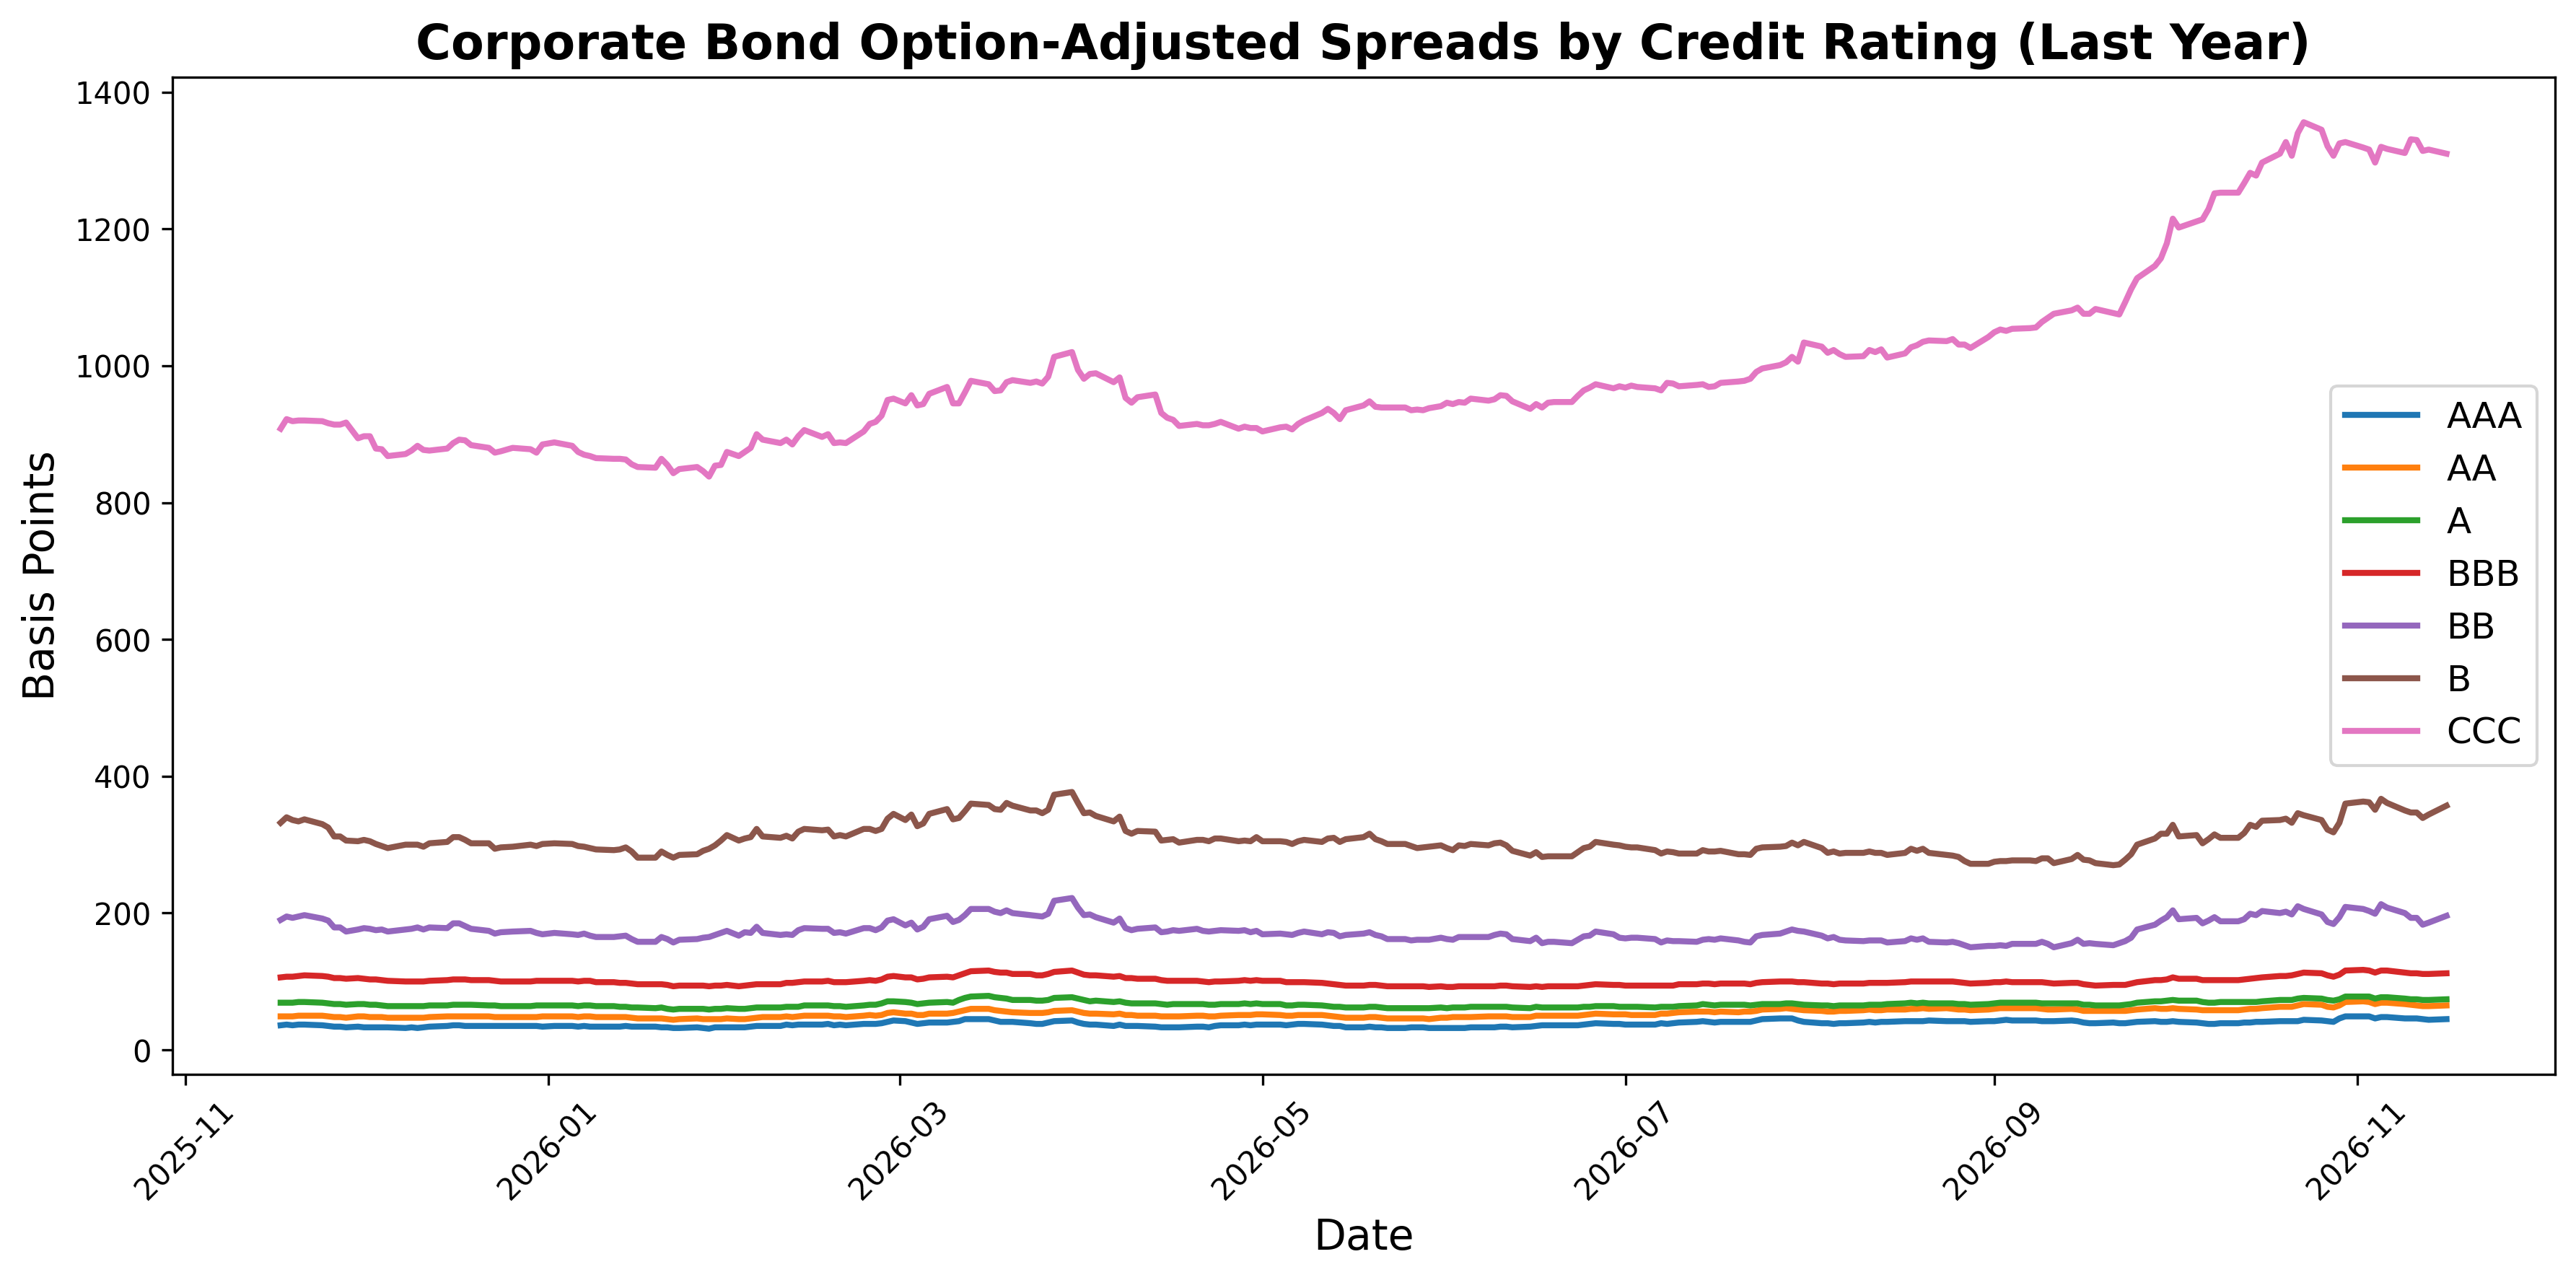 Corporate Bond Option-Adjusted Spreads by Credit Rating (Last Year)
1400
1200
1000
800
600
400
200
0
Basis Points
AAA
AA
A
BBB
BB
B
CCC
2025-11
2026-01
2026-03
2026-05
2026-07
2026-09
2026-11
Date